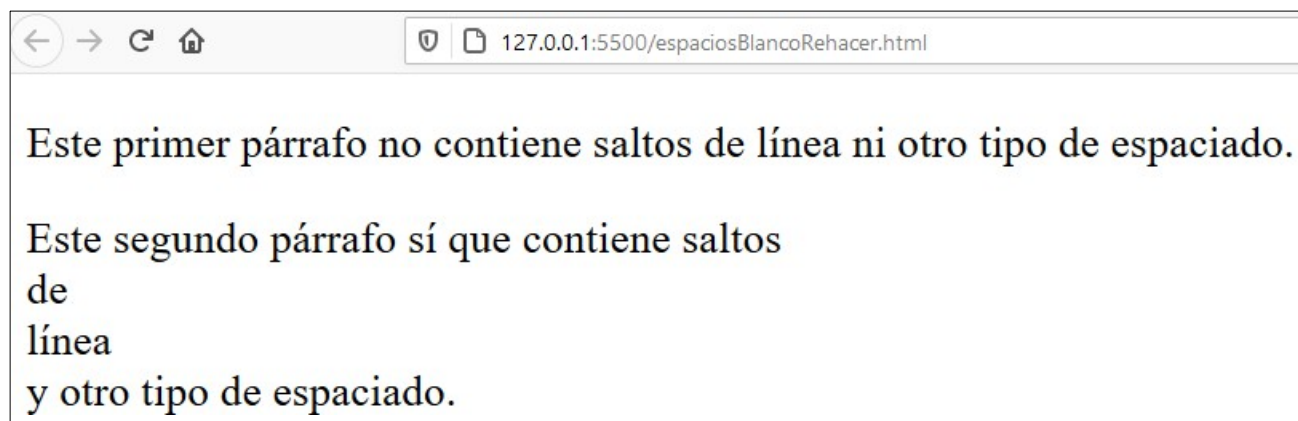 127.0.0.1:5500/espaciosBlancoRehacer.html
Este primer párrafo no contiene saltos de línea ni otro tipo de espaciado.
Este segundo párrafo sí que contiene saltos
de
línea
y otro tipo de espaciado.